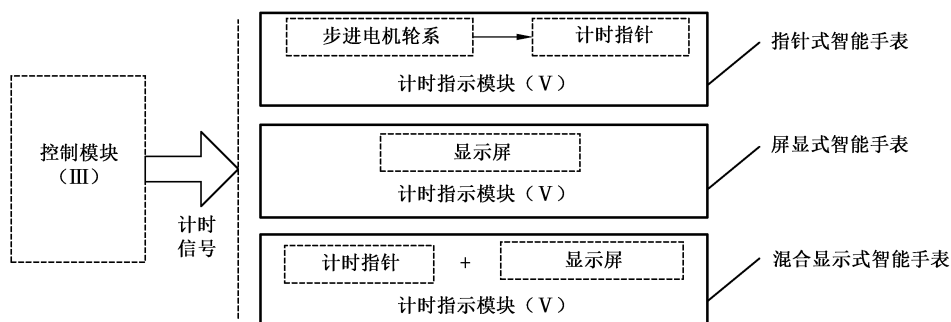 步进电机轮系
计时指针
计时指示模块（Ⅴ）
指针式智能手表
控制模块
（Ⅲ）
计时
信号
显示屏
计时指示模块（Ⅴ）
屏显式智能手表
计时指针
+
显示屏
计时指示模块（Ⅴ）
混合显示式智能手表